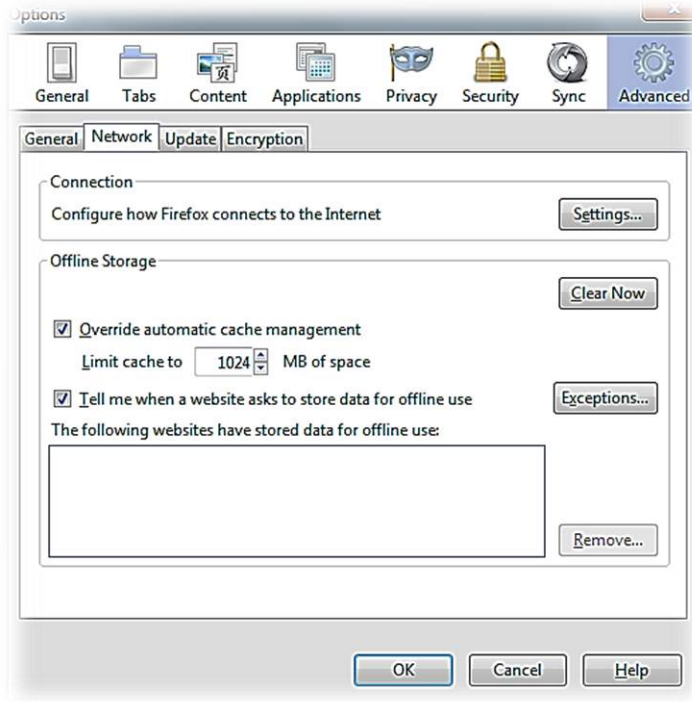 Options
General Tabs Content Applications Privacy Security Sync Advanced
General Network Update Encryption
Connection
Configure how Firefox connects to the Internet Settings...
Offline Storage
Clear Now
Override automatic cache management
Limit cache to 1024 MB of space
Tell me when a website asks to store data for offline use Exceptions...
The following websites have stored data for offline use:
Remove...
OK Cancel Help